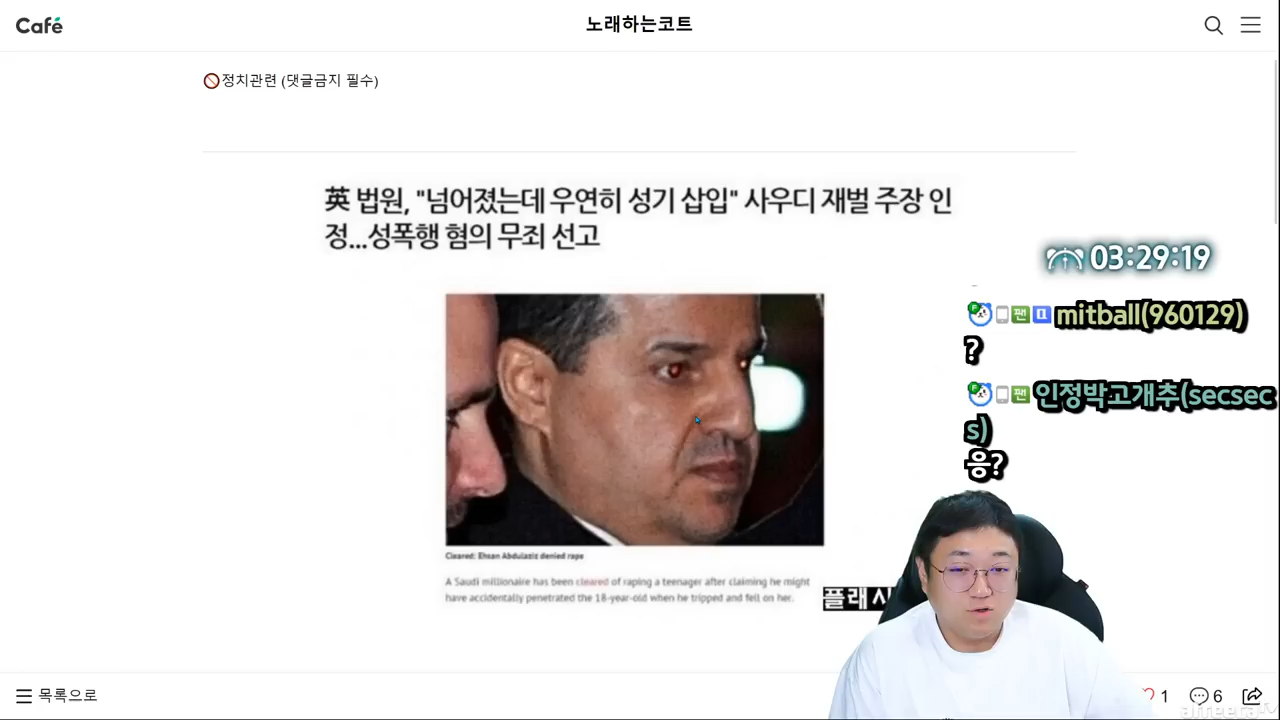 Café
노래하는코트
정치관련 (댓글금지 필수)
英 법원, "넘어졌는데 우연히 성기 삽입" 사우디 재벌 주장 인
정...성폭행 혐의 무죄 선고
03:29:19
mitball(960129)
?
인정박고개추(secsec
s)
응?
Cleared: Ehsan Abdulaziz denied rape
A Saudi millionaire has been cleared of raping a teenager after claiming he might
have accidentally penetrated the 18-year-old when he tripped and fell on her.
플래시
목록으로
1
6